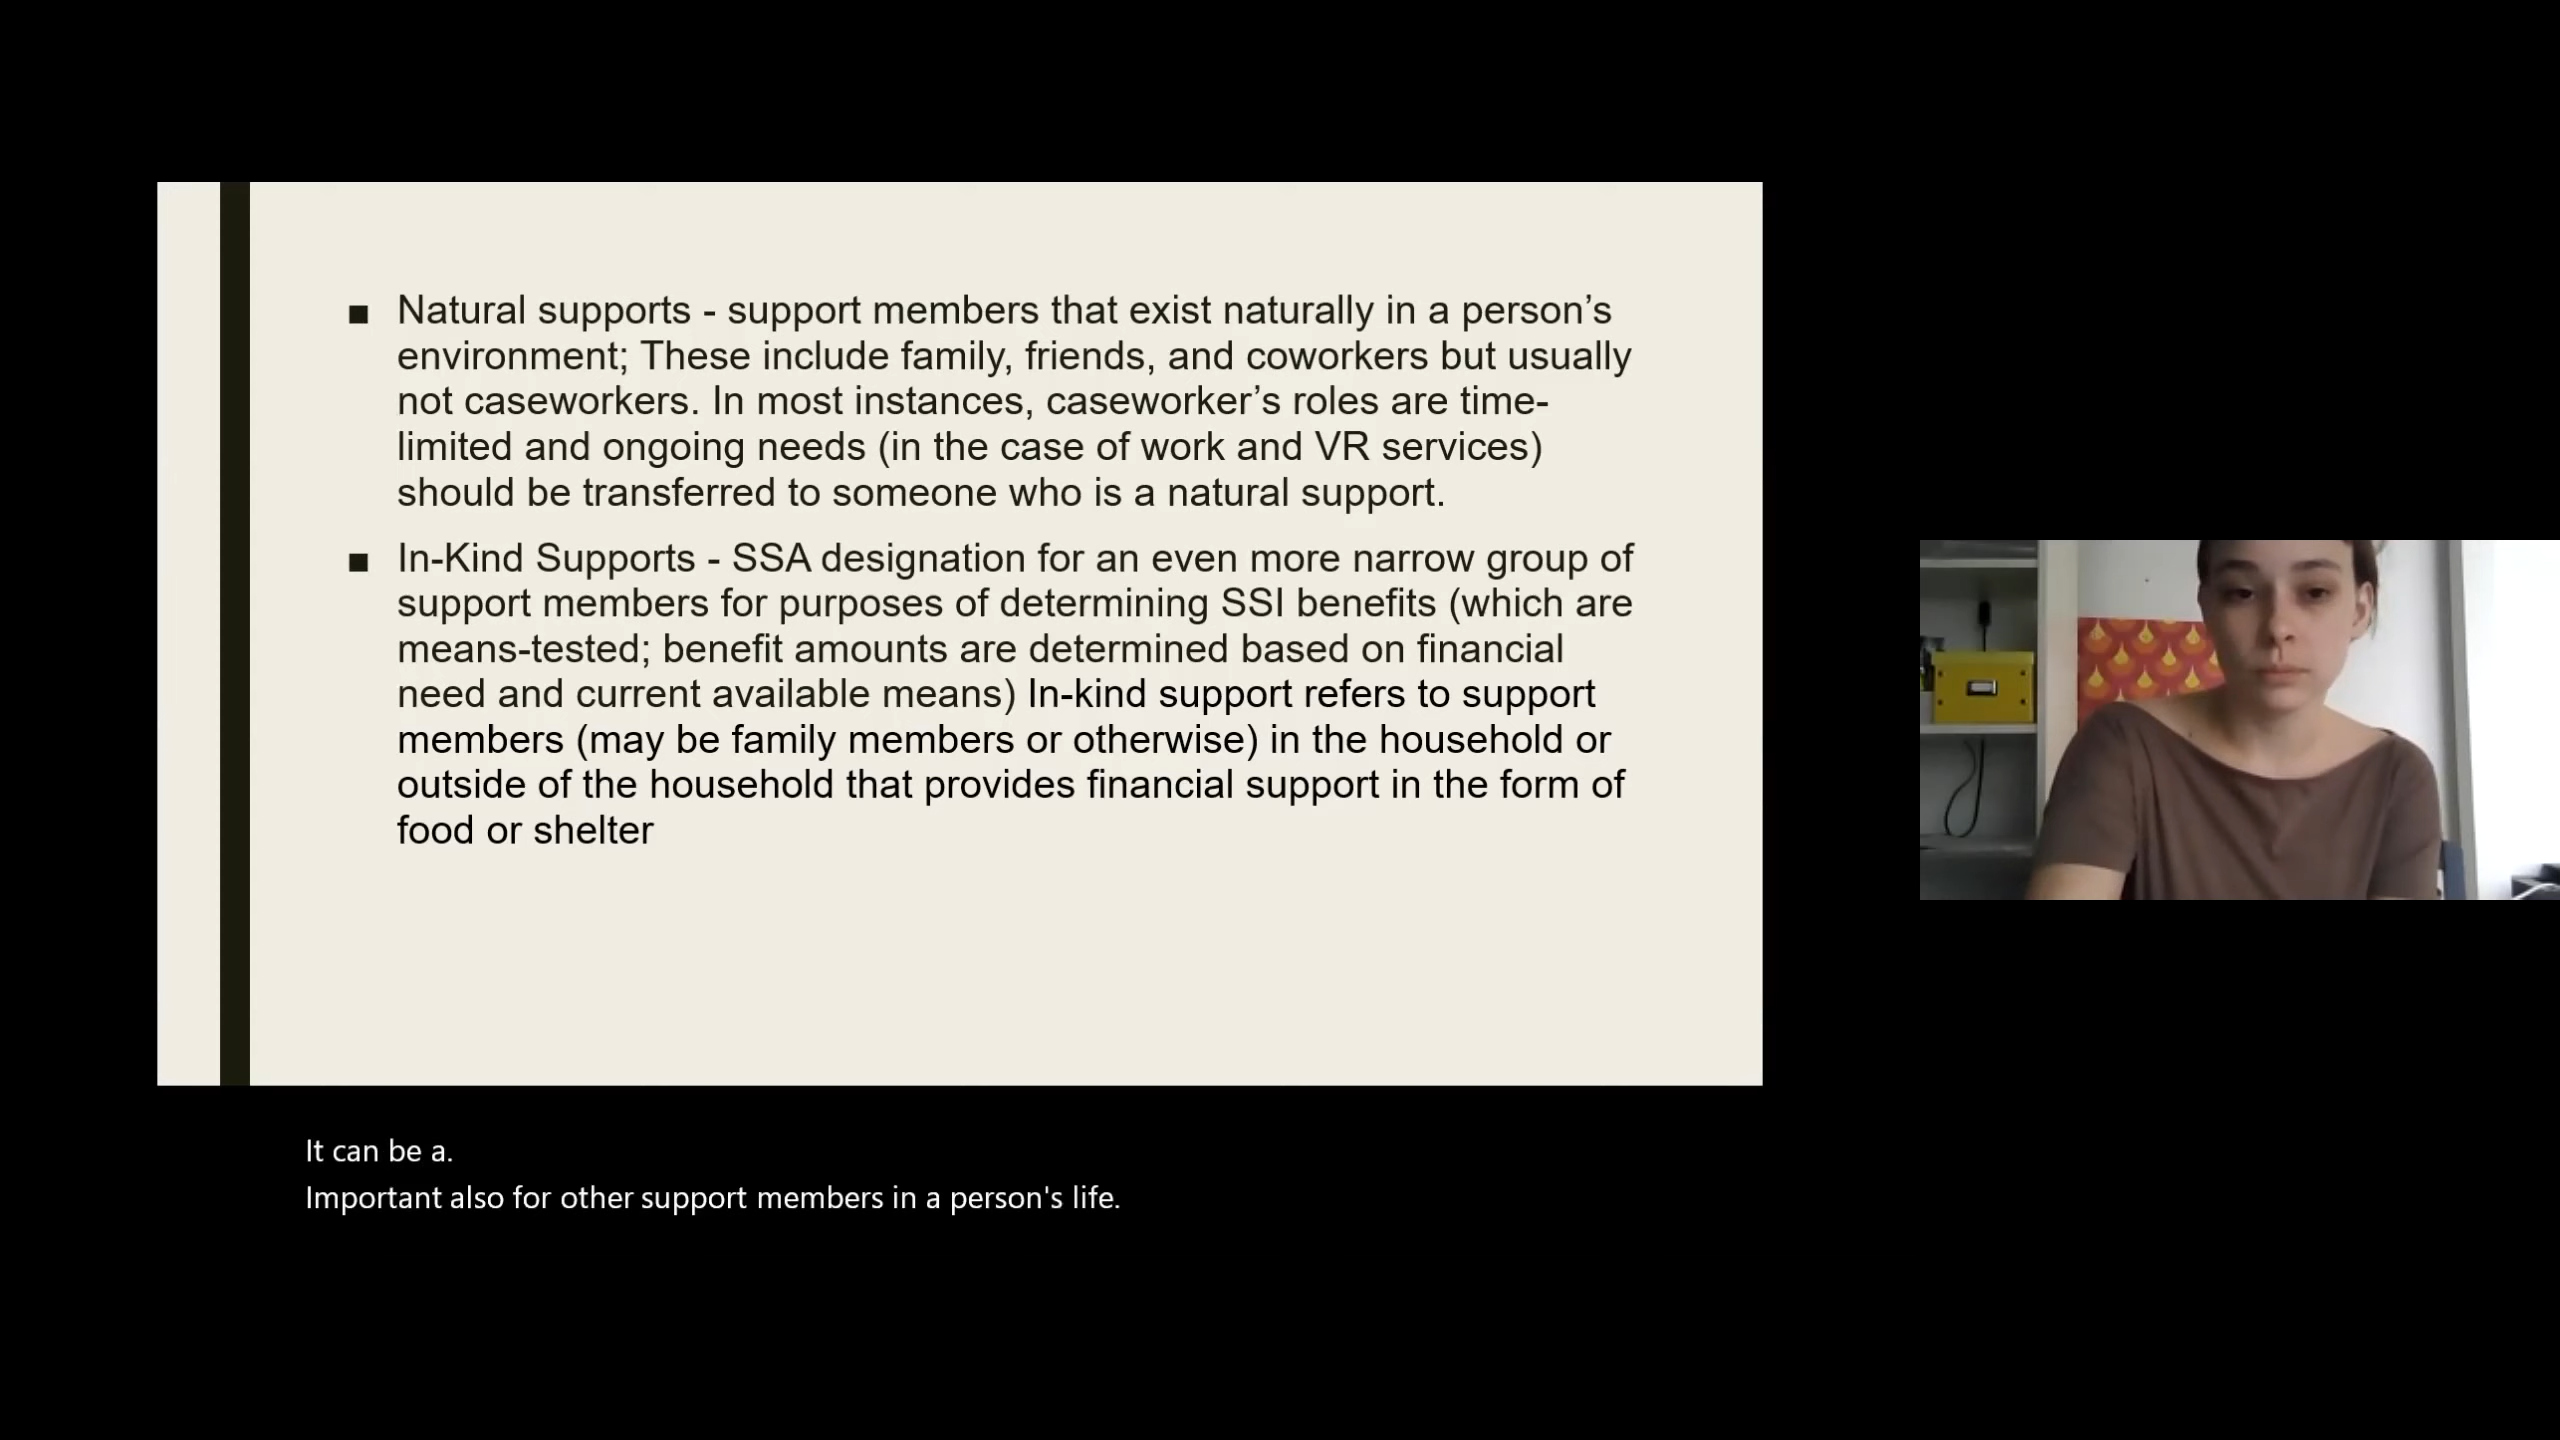 ■ Natural supports - support members that exist naturally in a person’s
environment; These include family, friends, and coworkers but usually
not caseworkers. In most instances, caseworker’s roles are time-
limited and ongoing needs (in the case of work and VR services)
should be transferred to someone who is a natural support.
■ In-Kind Supports - SSA designation for an even more narrow group of
support members for purposes of determining SSI benefits (which are
means-tested; benefit amounts are determined based on financial
need and current available means) In-kind support refers to support
members (may be family members or otherwise) in the household or
outside of the household that provides financial support in the form of
food or shelter
It can be a.
Important also for other support members in a person's life.